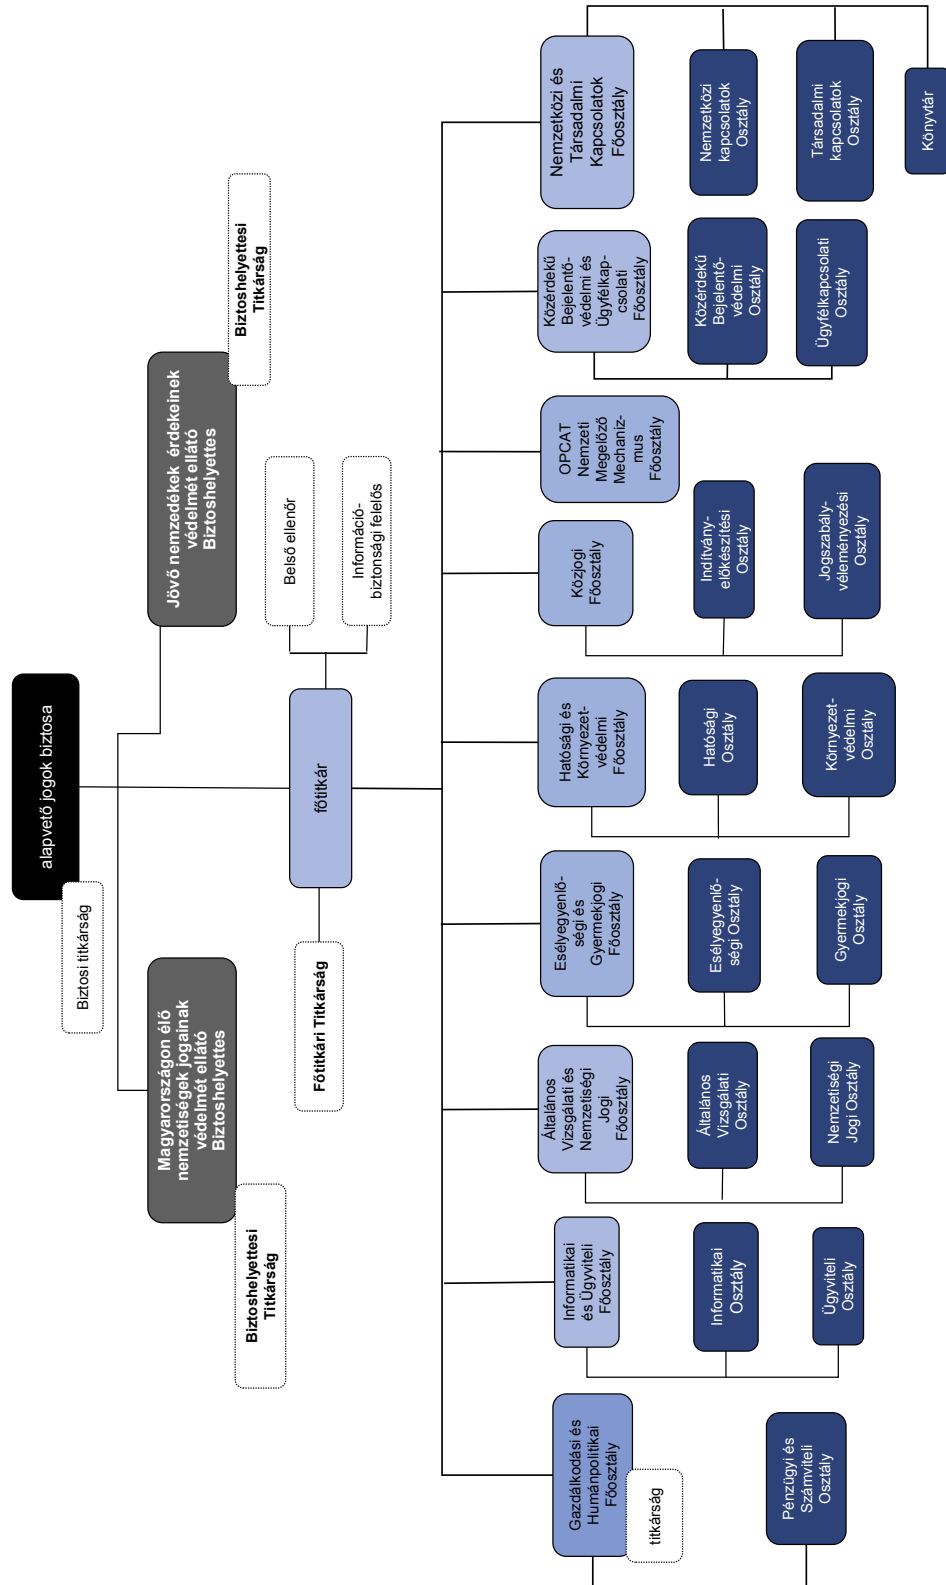 alapvető jogok biztosa
Biztosi titkárság
Magyarországon élő
nemzetiségek jogainak
védelmét ellátó
Biztoshelyettes
Biztoshelyettesi
Titkárság
Jövő nemzedékek érdekeinek
védelmét ellátó
Biztoshelyettes
Biztoshelyettesi
Titkárság
főtitkár
Főtitkári Titkárság
Belső ellenőr
Információ-
biztonsági felelős
Gazdálkodási és
Humánpolitikai
Főosztály
titkárság
Pénzügyi és
Számviteli
Osztály
Informatikai
és Ügyviteli
Főosztály
Informatikai
Osztály
Ügyviteli
Osztály
Általános
Vizsgálati és
Nemzetiségi
Jogi
Főosztály
Általános
Vizsgálati
Osztály
Nemzetiségi
Jogi Osztály
Esélyegyenlő-
ségi és
Gyermekjogi
Főosztály
Esélyegyenlő-
ségi Osztály
Gyermekjogi
Osztály
Hatósági és
Környezet-
védelmi
Főosztály
Hatósági
Osztály
Környezet-
védelmi
Osztály
Közjogi
Főosztály
Indítvány-
előkészítési
Osztály
Jogszabály-
véleményezési
Osztály
OPCAT
Nemzeti
Megelőző
Mechaniz-
mus
Főosztály
Közérdekű
Bejelentő-
védelmi és
Ügyfélkap-
csolati
Főosztály
Közérdekű
Bejelentő-
védelmi
Osztály
Ügyfélkapcsolati
Osztály
Nemzetközi és
Társadalmi
Kapcsolatok
Főosztály
Nemzetközi
kapcsolatok
Osztály
Társadalmi
kapcsolatok
Osztály
Könyvtár